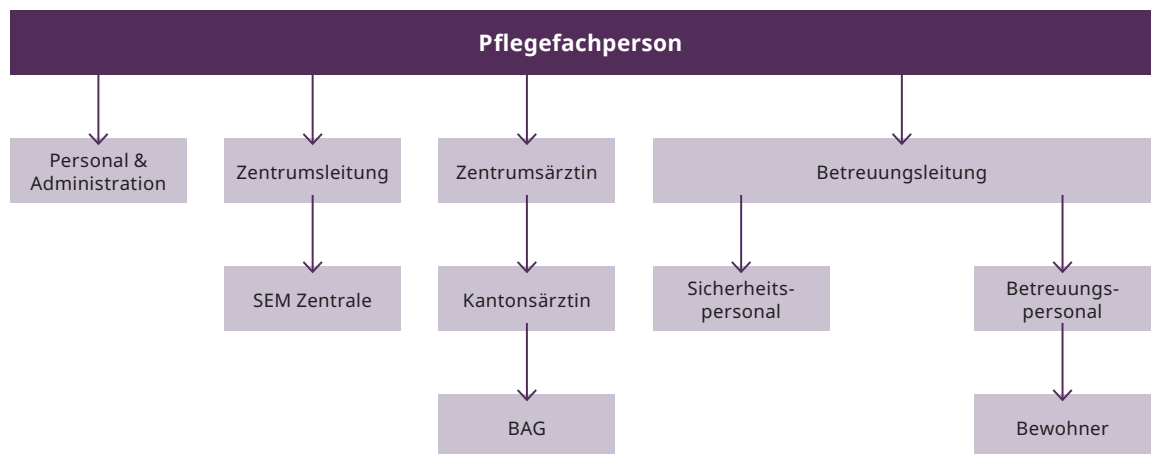 Pflegefachperson
Personal &
Administration
Zentrumsleitung
Zentrumsärztin
Betreuungsleitung
SEM Zentrale
Kantonsärztin
Sicherheits-
personal
Betreuungs-
personal
BAG
Bewohner